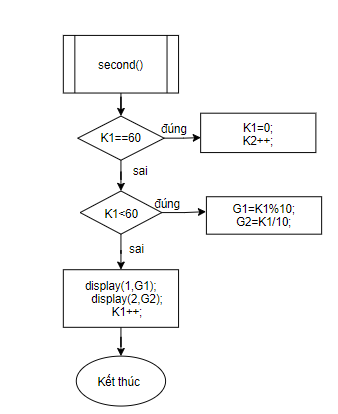 second()
K1==60
đúng
K1=0;
K2++;
sai
K1<60
đúng
G1=K1%10;
G2=K1/10;
sai
display(1,G1);
display(2,G2);
K1++;
Kết thúc